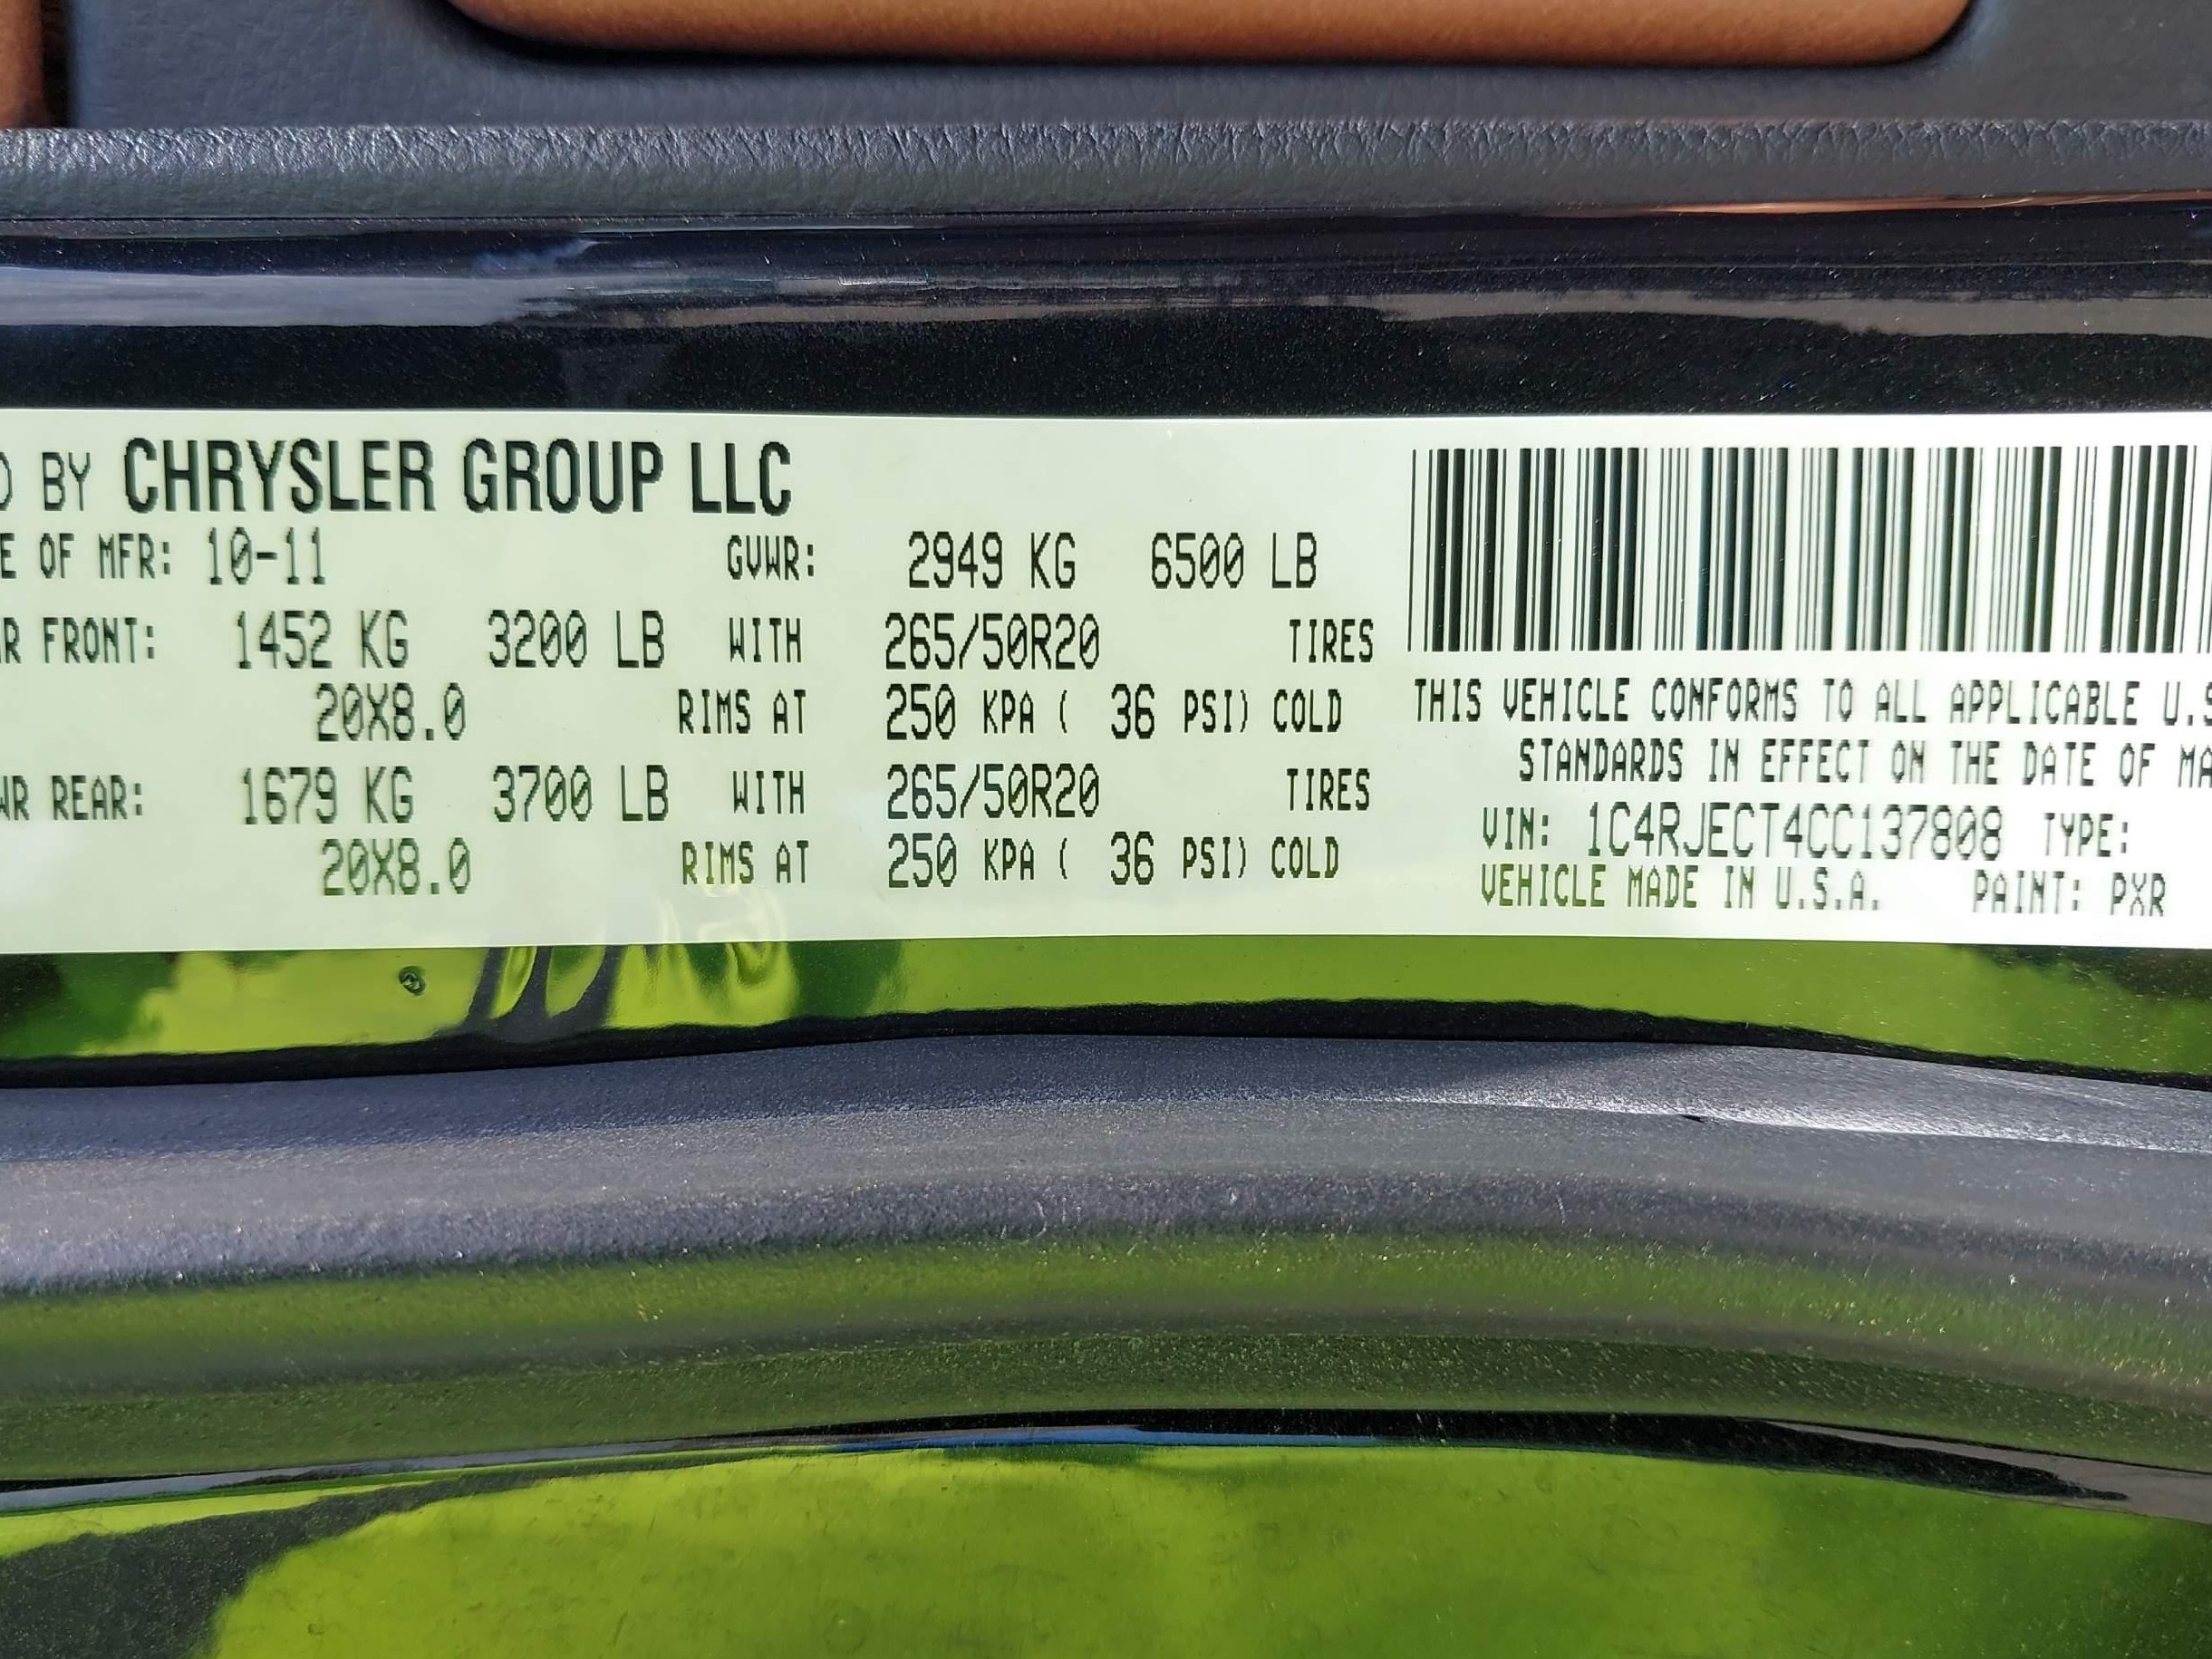 D BY CHRYSLER GROUP LLC
E OF MFR: 10-11 GVWR: 2949 KG 6500 LB
R FRONT: 1452 KG 3200 LB WITH 265/50R20 TIRES
20X8.0 RIMS AT 250 KPA ( 36 PSI) COLD
WR REAR: 1679 KG 3700 LB WITH 265/50R20 TIRES
20X8.0 RIMS AT 250 KPA ( 36 PSI) COLD
THIS VEHICLE CONFORMS TO ALL APPLICABLE U.S
STANDARDS IN EFFECT ON THE DATE OF MA
VIN: 1C4RJECT4CC137808 TYPE:
VEHICLE MADE IN U.S.A. PAINT: PXR